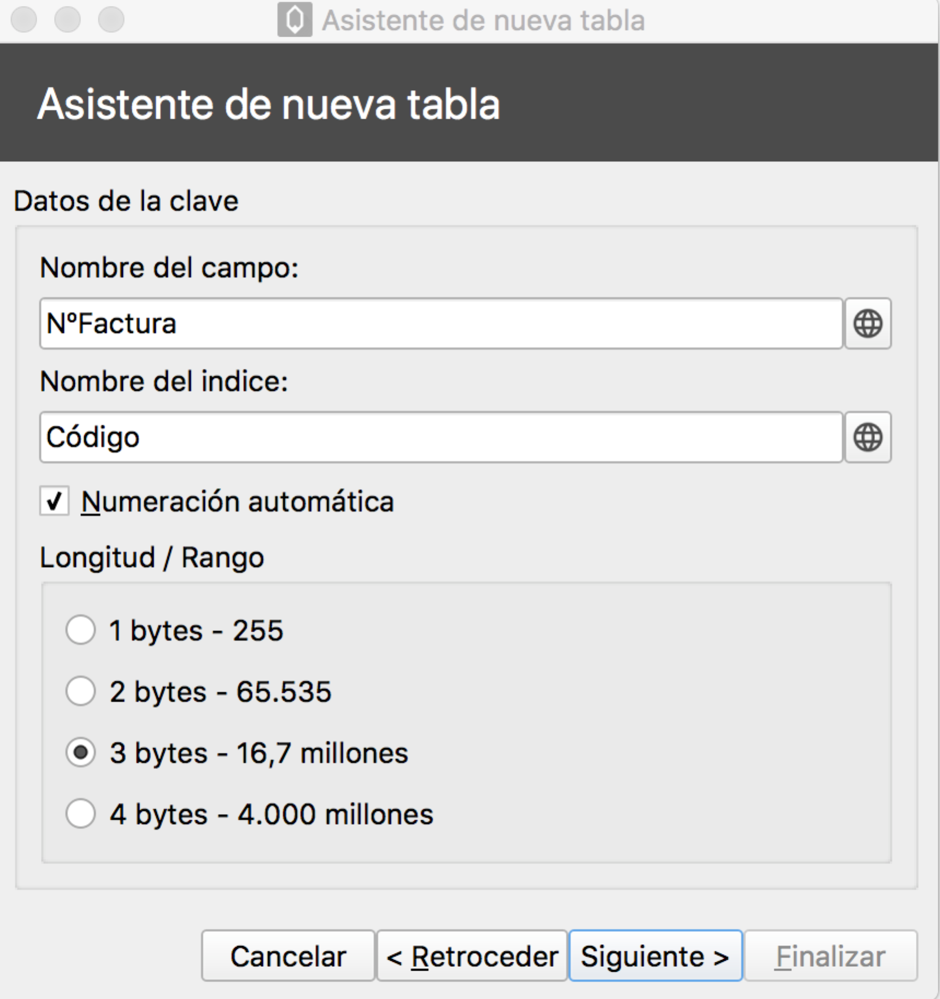 Asistente de nueva tabla
Asistente de nueva tabla
Datos de la clave
Nombre del campo:
NºFactura
Nombre del indice:
Código
Numeración automática
Longitud / Rango
1 bytes - 255
2 bytes - 65.535
3 bytes - 16,7 millones
4 bytes - 4.000 millones
Cancelar < Retroceder Siguiente > Finalizar